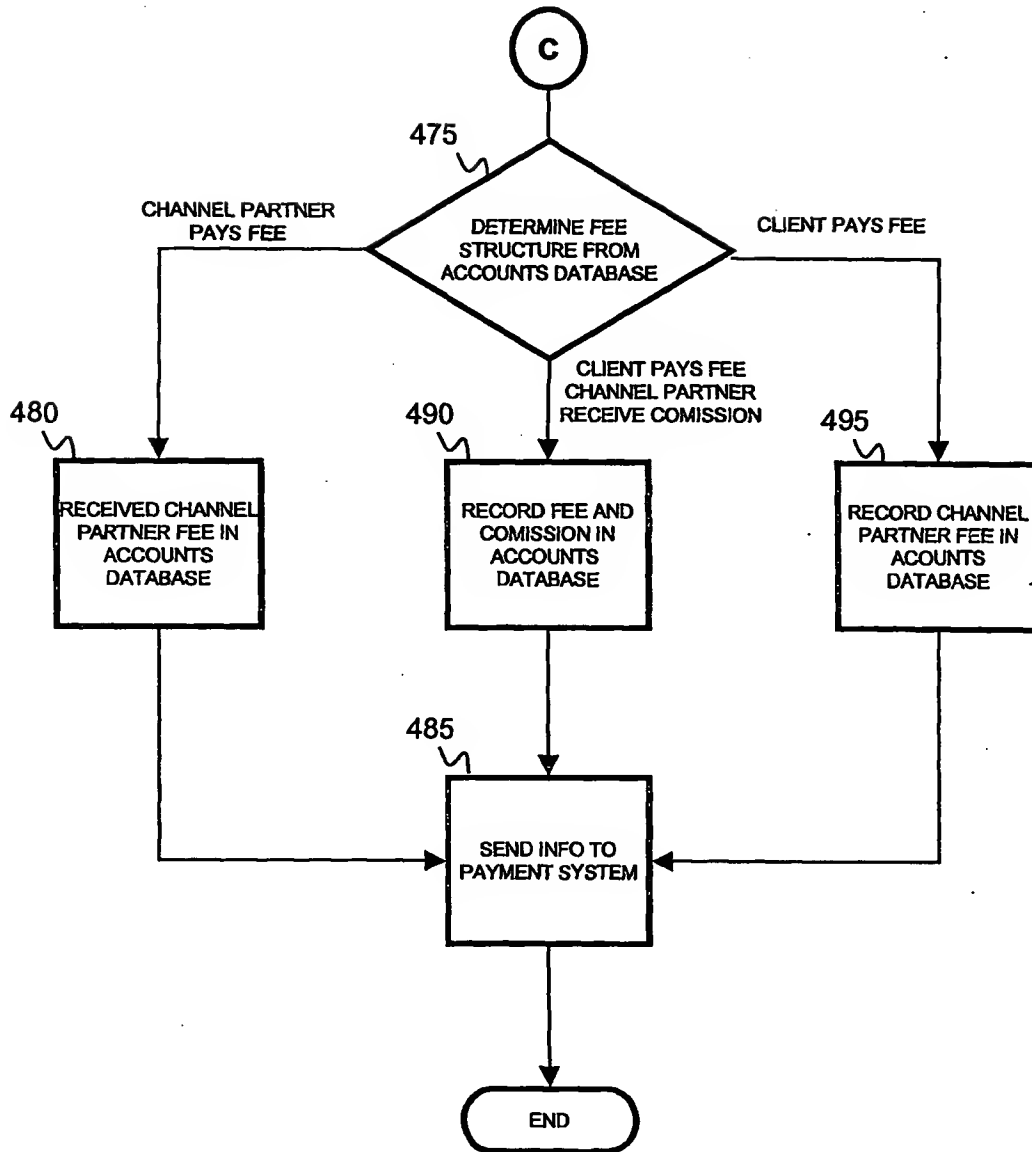 C
475
CHANNEL PARTNER
PAYS FEE
DETERMINE FEE
STRUCTURE FROM
ACCOUNTS DATABASE
CLIENT PAYS FEE
CLIENT PAYS FEE
CHANNEL PARTNER
RECEIVE COMISSION
480
490
495
RECEIVED CHANNEL
PARTNER FEE IN
ACCOUNTS
DATABASE
RECORD FEE AND
COMISSION IN
ACCOUNTS
DATABASE
RECORD CHANNEL
PARTNER FEE IN
ACOUNTS
DATABASE
485
SEND INFO TO
PAYMENT SYSTEM
END